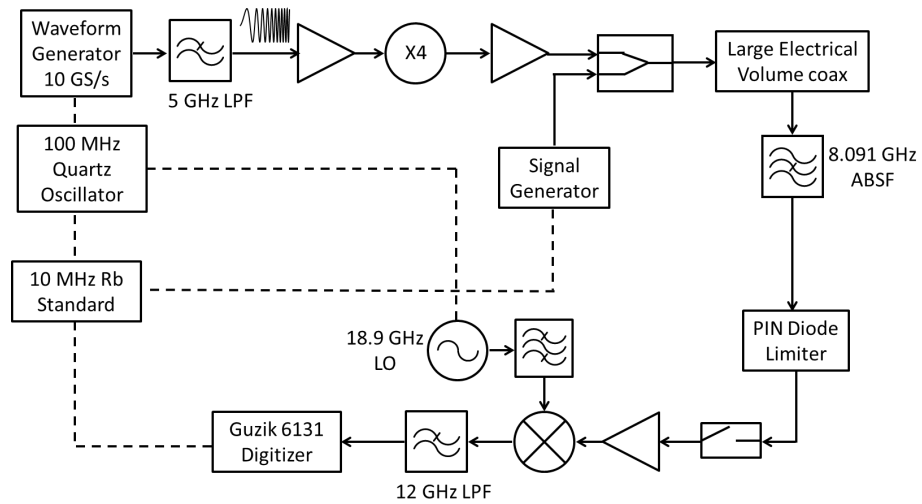 Waveform
Generator
10 GS/s
5 GHz LPF
X4
Large Electrical
Volume coax
100 MHz
Quartz
Oscillator
Signal
Generator
8.091 GHz
ABSF
10 MHz Rb
Standard
18.9 GHz
LO
PIN Diode
Limiter
Guzik 6131
Digitizer
12 GHz LPF